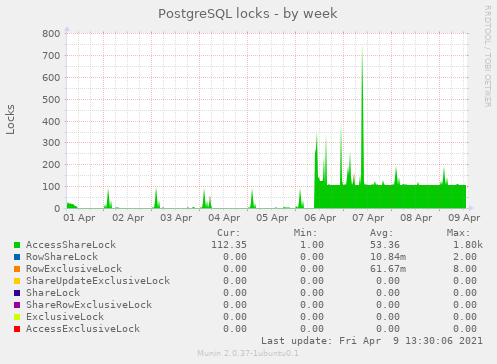 PostgreSQL locks - by week
RRDTOOL / TOBI OETIKER
Locks
800
700
600
500
400
300
200
100
0
01 Apr 02 Apr 03 Apr 04 Apr 05 Apr 06 Apr 07 Apr 08 Apr 09 Apr
Cur: Min: Avg: Max:
AccessShareLock 112.35 1.00 53.36 1.80k
RowShareLock 0.00 0.00 10.84m 2.00
RowExclusiveLock 0.00 0.00 61.67m 8.00
ShareUpdateExclusiveLock 0.00 0.00 0.00 0.00
ShareLock 0.00 0.00 0.00 0.00
ShareRowExclusiveLock 0.00 0.00 0.00 0.00
ExclusiveLock 0.00 0.00 0.00 0.00
AccessExclusiveLock 0.00 0.00 0.00 0.00
Last update: Fri Apr 9 13:30:06 2021
Munin 2.0.37-1ubuntu0.1